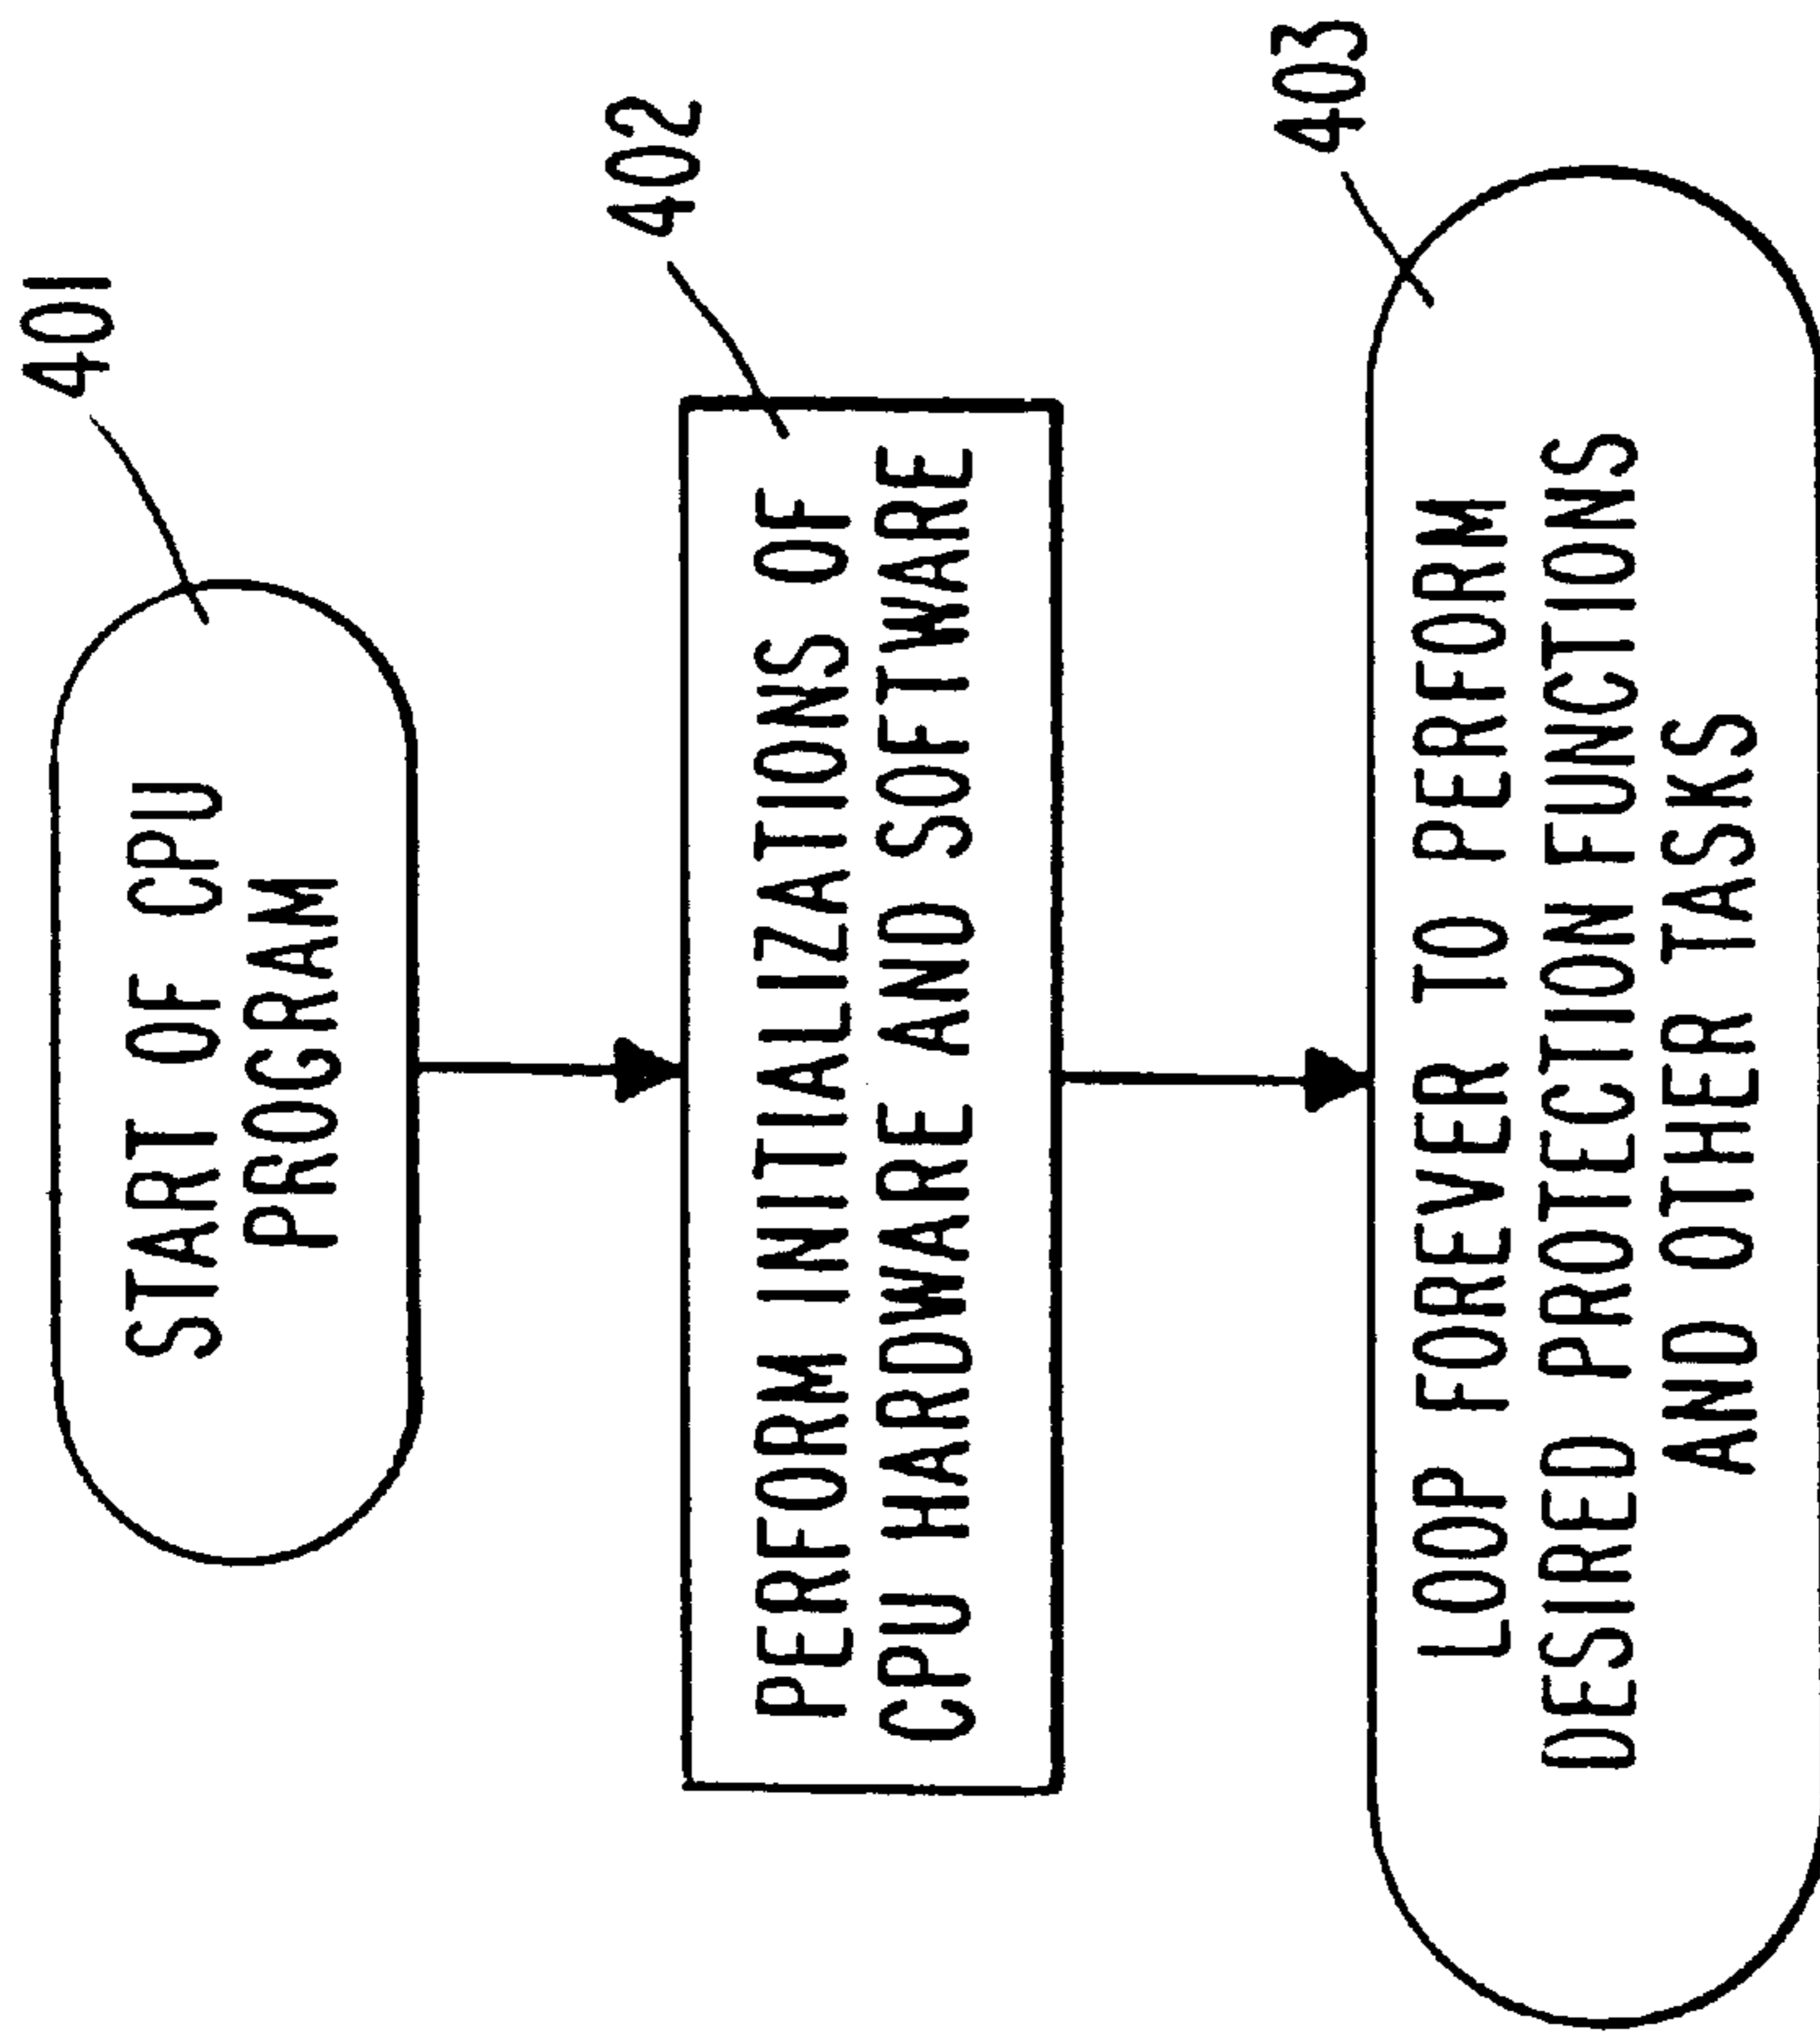 401
START OF CPU
PROGRAM
402
PERFORM INITIALIZATIONS OF
CPU HARDWARE AND SOFTWARE
403
LOOP FOREVER TO PERFORM
DESIRED PROTECTION FUNCTIONS
AND OTHER TASKS